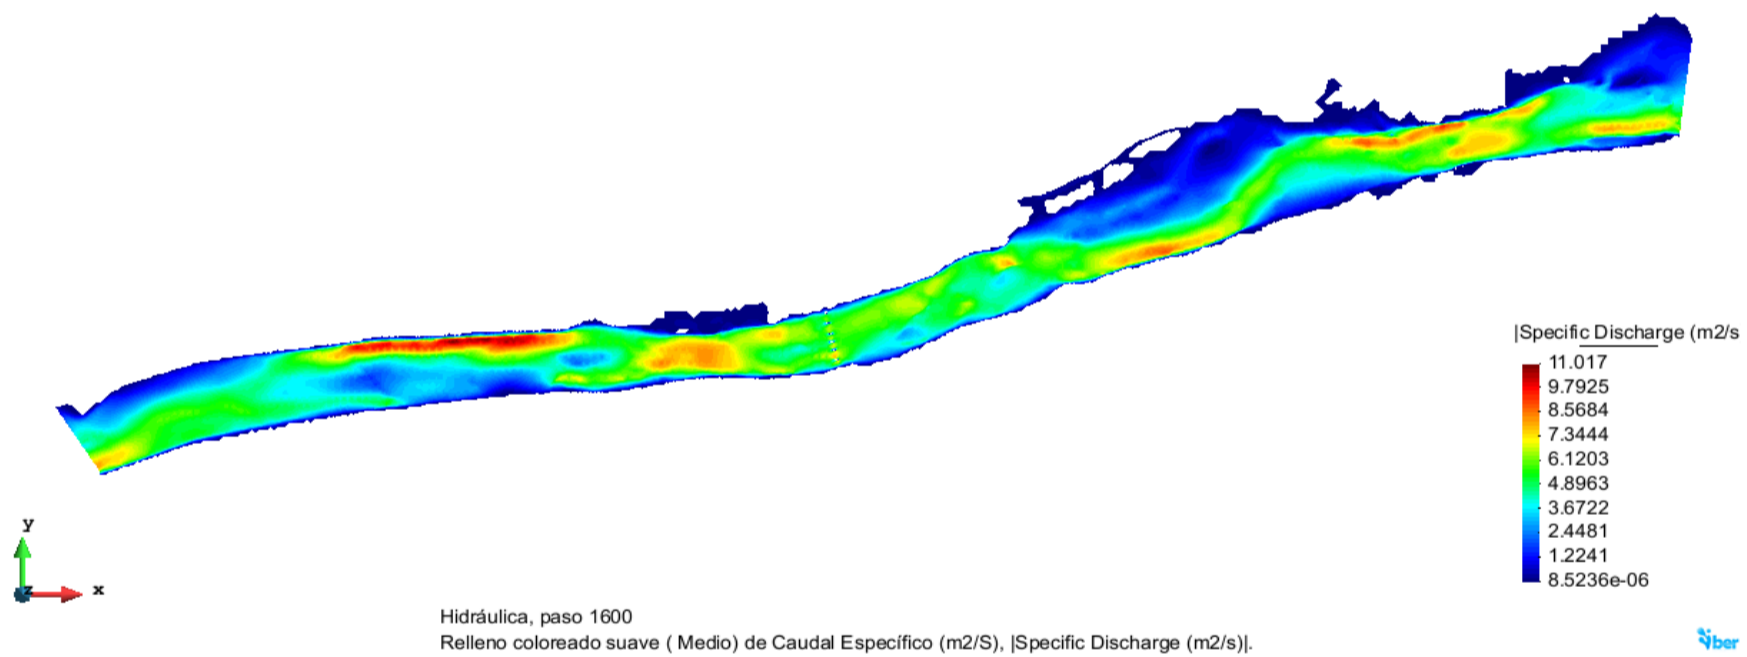 |Specific Discharge (m2/s
11.017
9.7925
8.5684
7.3444
6.1203
4.8963
3.6722
2.4481
1.2241
8.5236e-06
y
z
x
Hidráulica, paso 1600
Relleno coloreado suave ( Medio) de Caudal Específico (m2/S), |Specific Discharge (m2/s)|.
iber